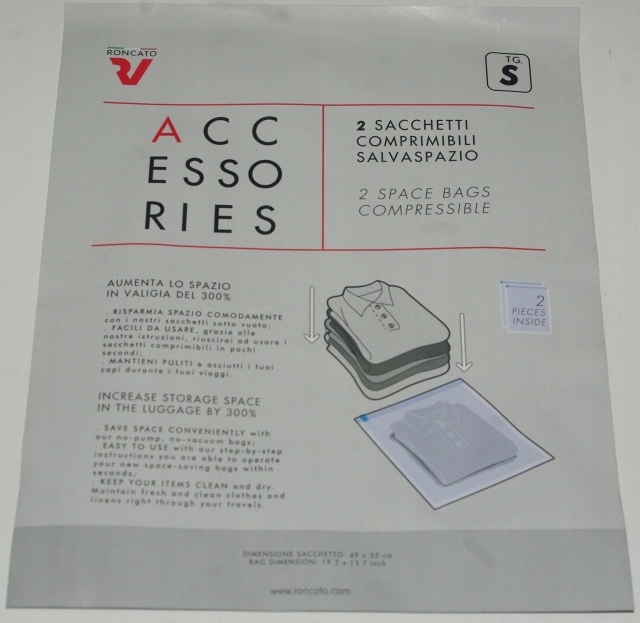 RONCATO
RV
TG.
S
ACC
ESSO
RIES
2 SACCHETTI
COMPRIMIBILI
SALVASPAZIO
2 SPACE BAGS
COMPRESSIBLE
AUMENTA LO SPAZIO
IN VALIGIA DEL 300%
. RISPARMIA SPAZIO COMODAMENTE
con i nostri sacchetti sotto vuoto;
. FACILI DA USARE, grazie alle
nostre istruzioni, riuscirai ad usare i
sacchetti comprimibili in pochi
secondi;
. MANTIENI PULITI e asciutti i tuoi
capi durante i tuoi viaggi.
2
PIECES
INSIDE
INCREASE STORAGE SPACE
IN THE LUGGAGE BY 300%
. SAVE SPACE CONVENIENTLY with
our no-pump, no-vacuum bags;
. EASY TO USE with our step-by-step
instructions you are able to operate
your new space-saving bags within
seconds;
. KEEP YOUR ITEMS CLEAN and dry.
Maintain fresh and clean clothes and
linens right through your travels.
DIMENSIONE SACCHETTO: 49 x 35 cm
BAG DIMENSION: 19.2 x 13.7 inch
www.roncato.com